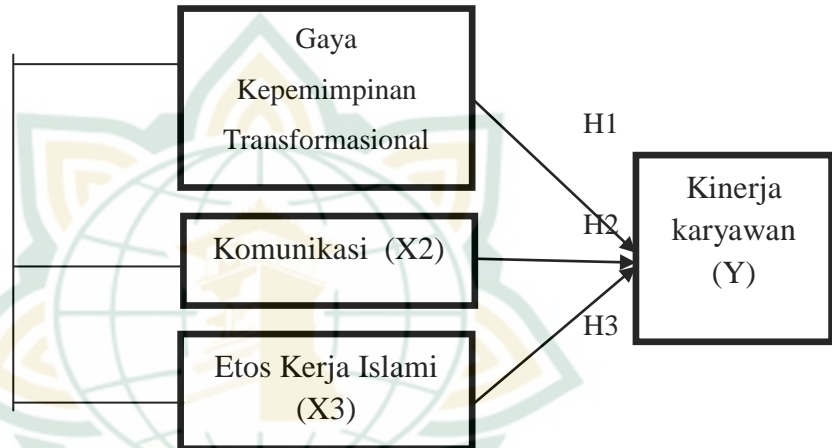 Gaya
Kepemimpinan
Transformasional
H1
Kinerja
karyawan
(Y)
H2
Komunikasi (X2)
H3
Etos Kerja Islami
(X3)